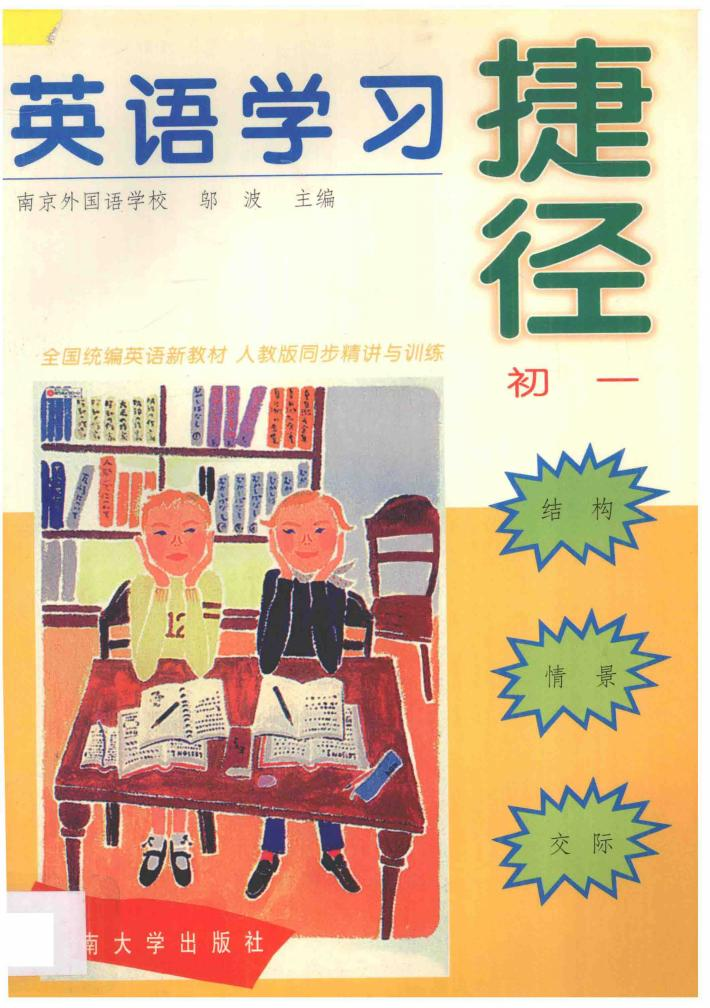 英语学习
捷径
南京外国语学校 邬 波 主编
全国统编英语新教材 人教版同步精讲与训练
初 一
结 构
情 景
12
交 际
南大学出版社